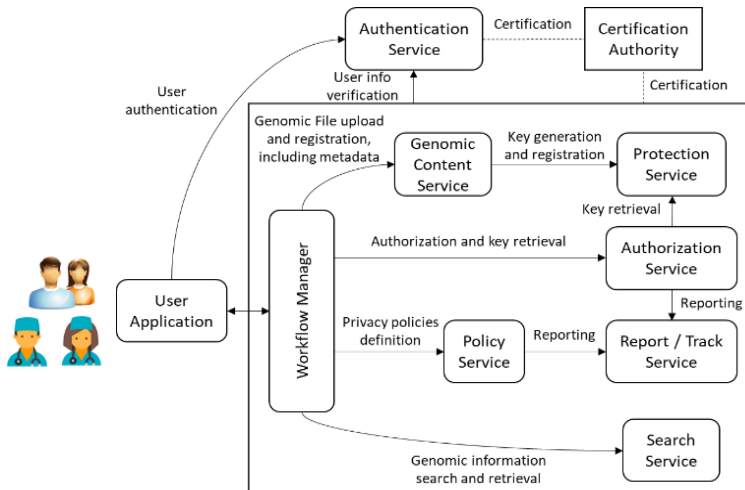 Authentication
Service
Certification
Certification
Authority
User info
verification
Certification
User
authentication
Genomic File upload
and registration,
including metadata
Genomic
Content
Service
Key generation
and registration
Protection
Service
Key retrieval
Workflow Manager
Authorization and key retrieval
Authorization
Service
User
Application
Reporting
Privacy policies
definition
Policy
Service
Reporting
Report / Track
Service
Genomic information
search and retrieval
Search
Service